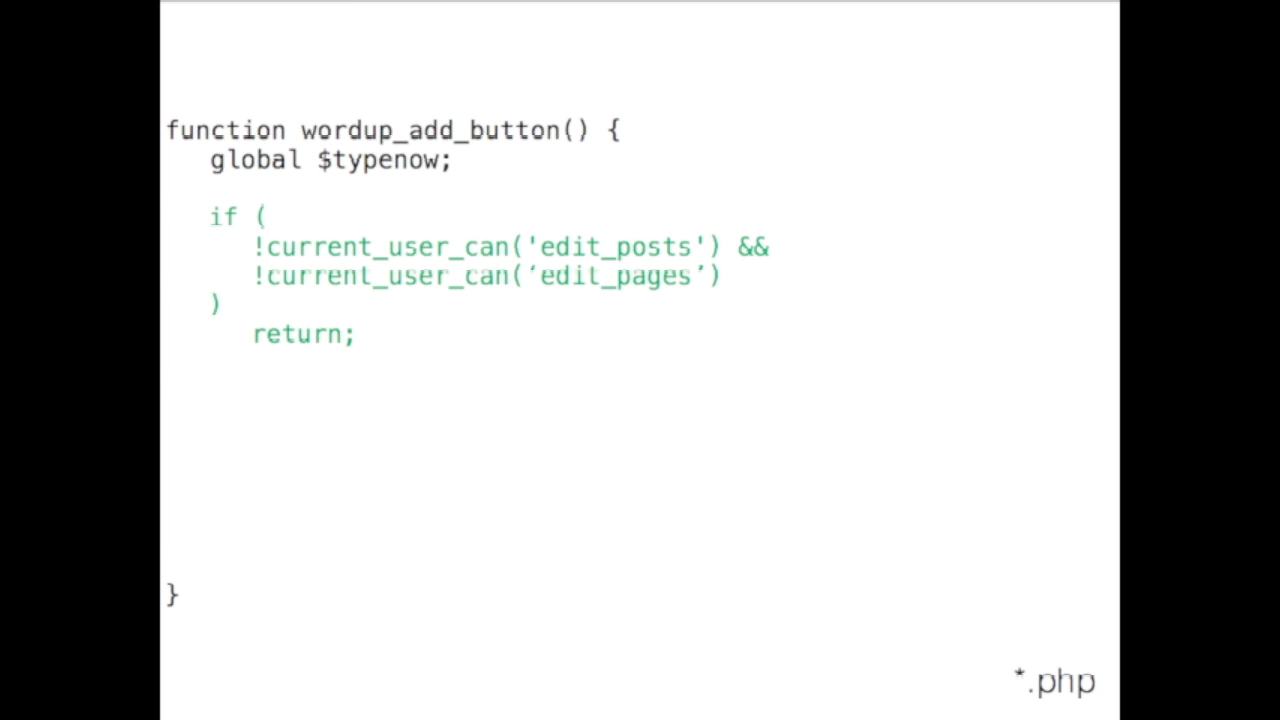 function wordup_add_button() {
global $typenow;
if (
!current_user_can('edit_posts') &&
!current_user_can(‘edit_pages’)
)
return;
}
*.php